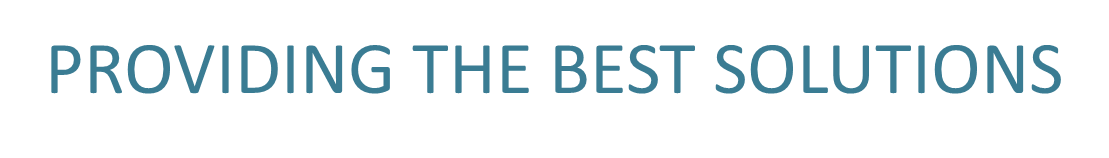 PROVIDING THE BEST SOLUTIONS